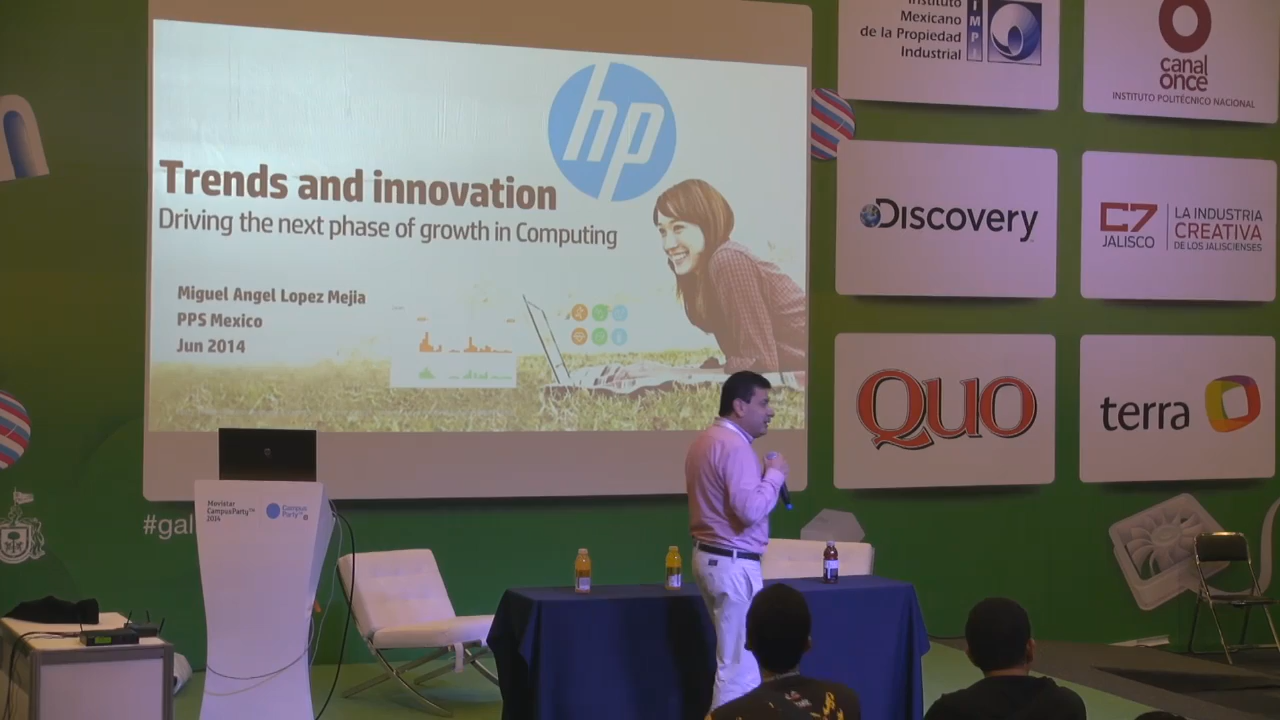 hp
Trends and innovation
Driving the next phase of growth in Computing
Miguel Angel Lopez Mejia
PPS Mexico
Jun 2014
Instituto
Mexicano
de la Propiedad
Industrial
IMPI
canal
once
INSTITUTO POLITÉCNICO NACIONAL
Discovery
C7
JALISCO
LA INDUSTRIA
CREATIVA
DE LOS JALISCIENSES
QUO
terra
Movistar
CampusParty™
2014
Campus
Party™
#gal